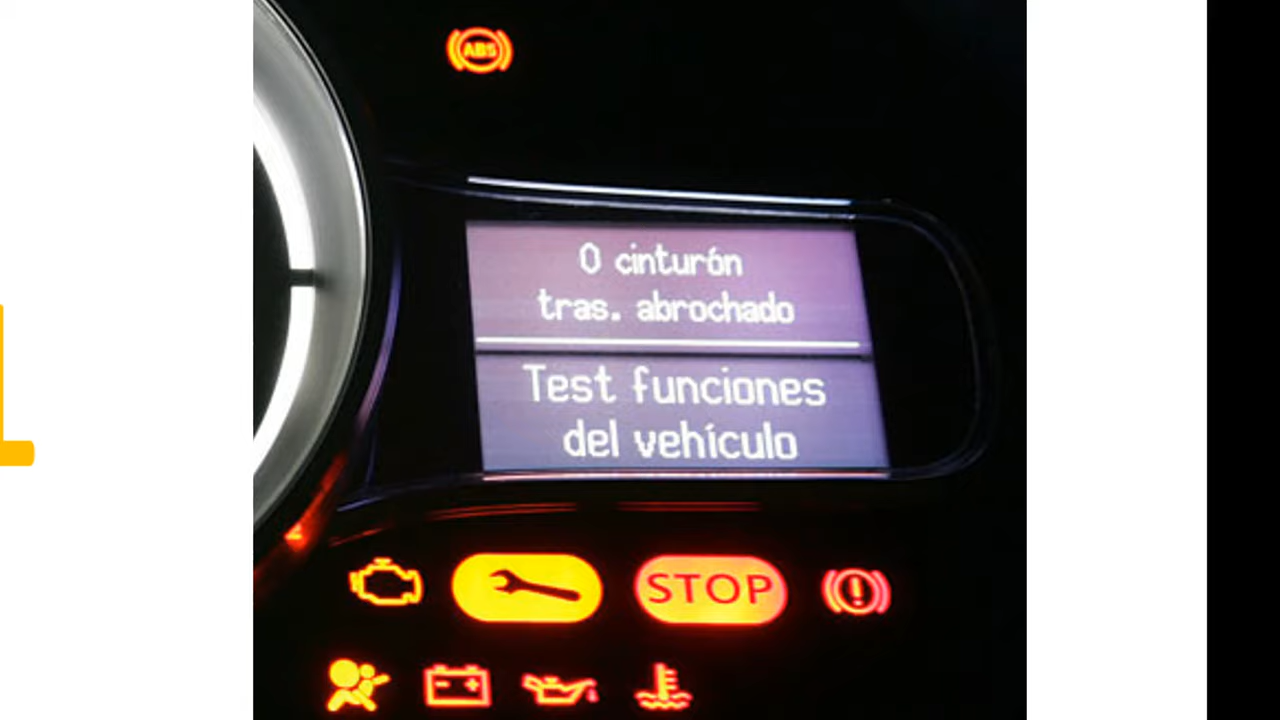 ABS
0 cinturón
tras. abrochado
Test funciones
del vehículo
STOP